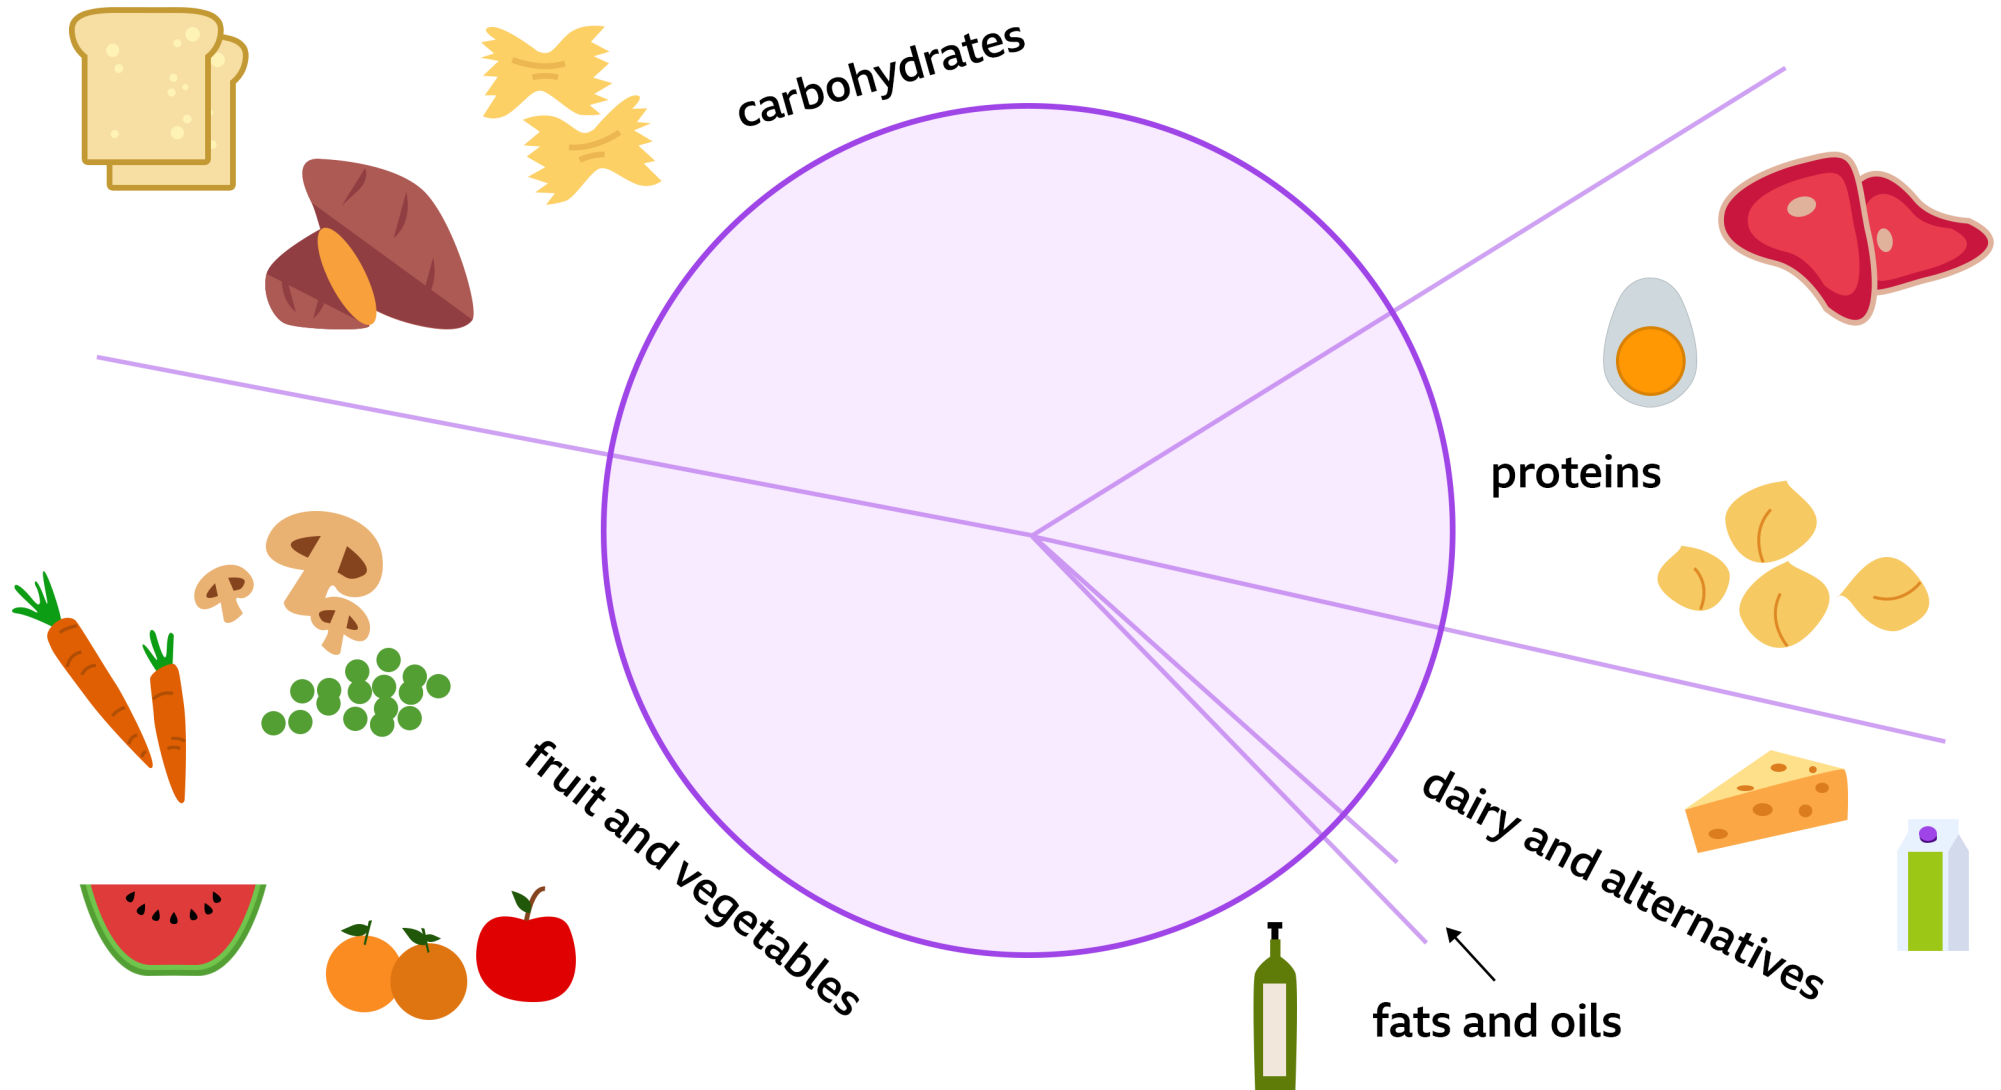 carbohydrates
proteins
fruit and vegetables
dairy and alternatives
fats and oils